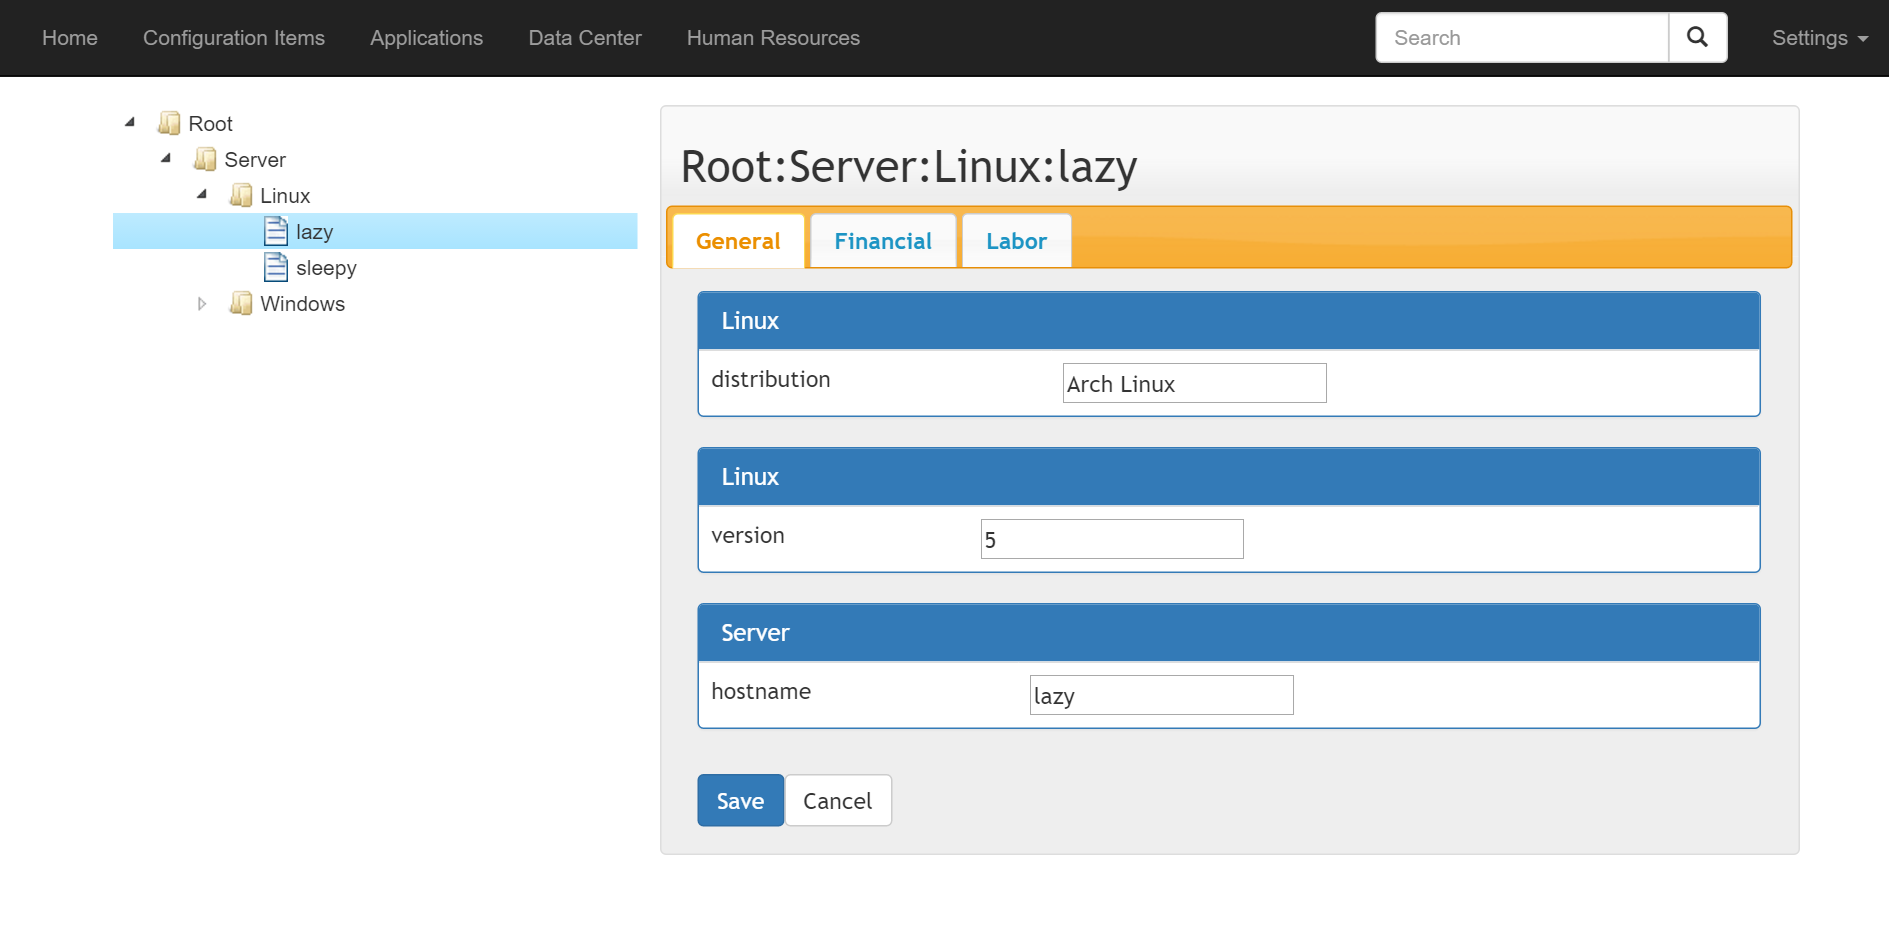 Home Configuration Items Applications Data Center Human Resources Search Settings
Root
Server
Linux
lazy
sleepy
Windows
Root:Server:Linux:lazy
General Financial Labor
Linux
distribution Arch Linux
Linux
version 5
Server
hostname lazy
Save Cancel